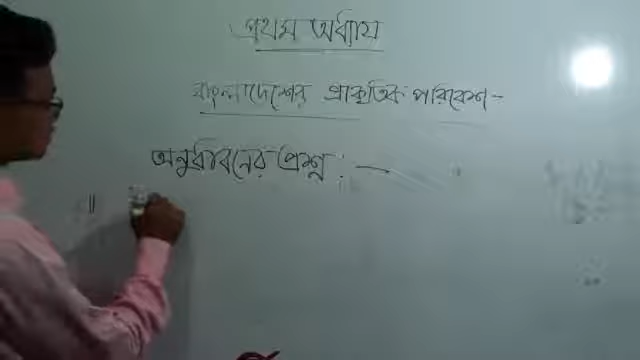 প্রথম অধ্যায়
বাংলাদেশের প্রাকৃতিক পরিবেশ -
অনুধাবনের প্রশ্ন : —